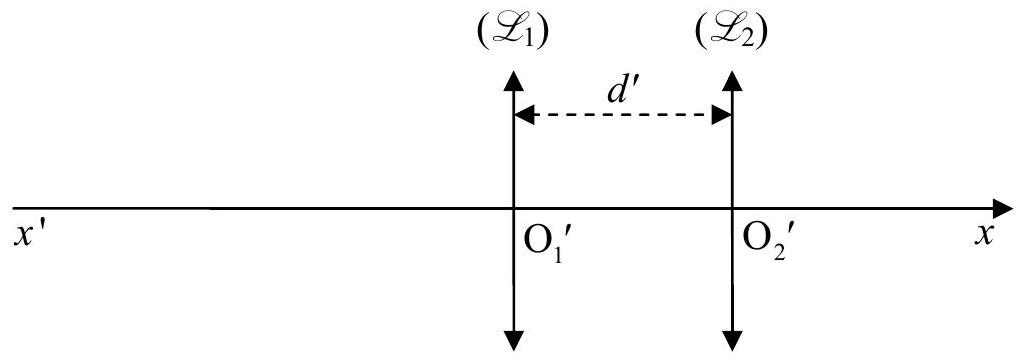 (ℒ₁) (ℒ₂)
d′
x' O₁′ O₂′ x